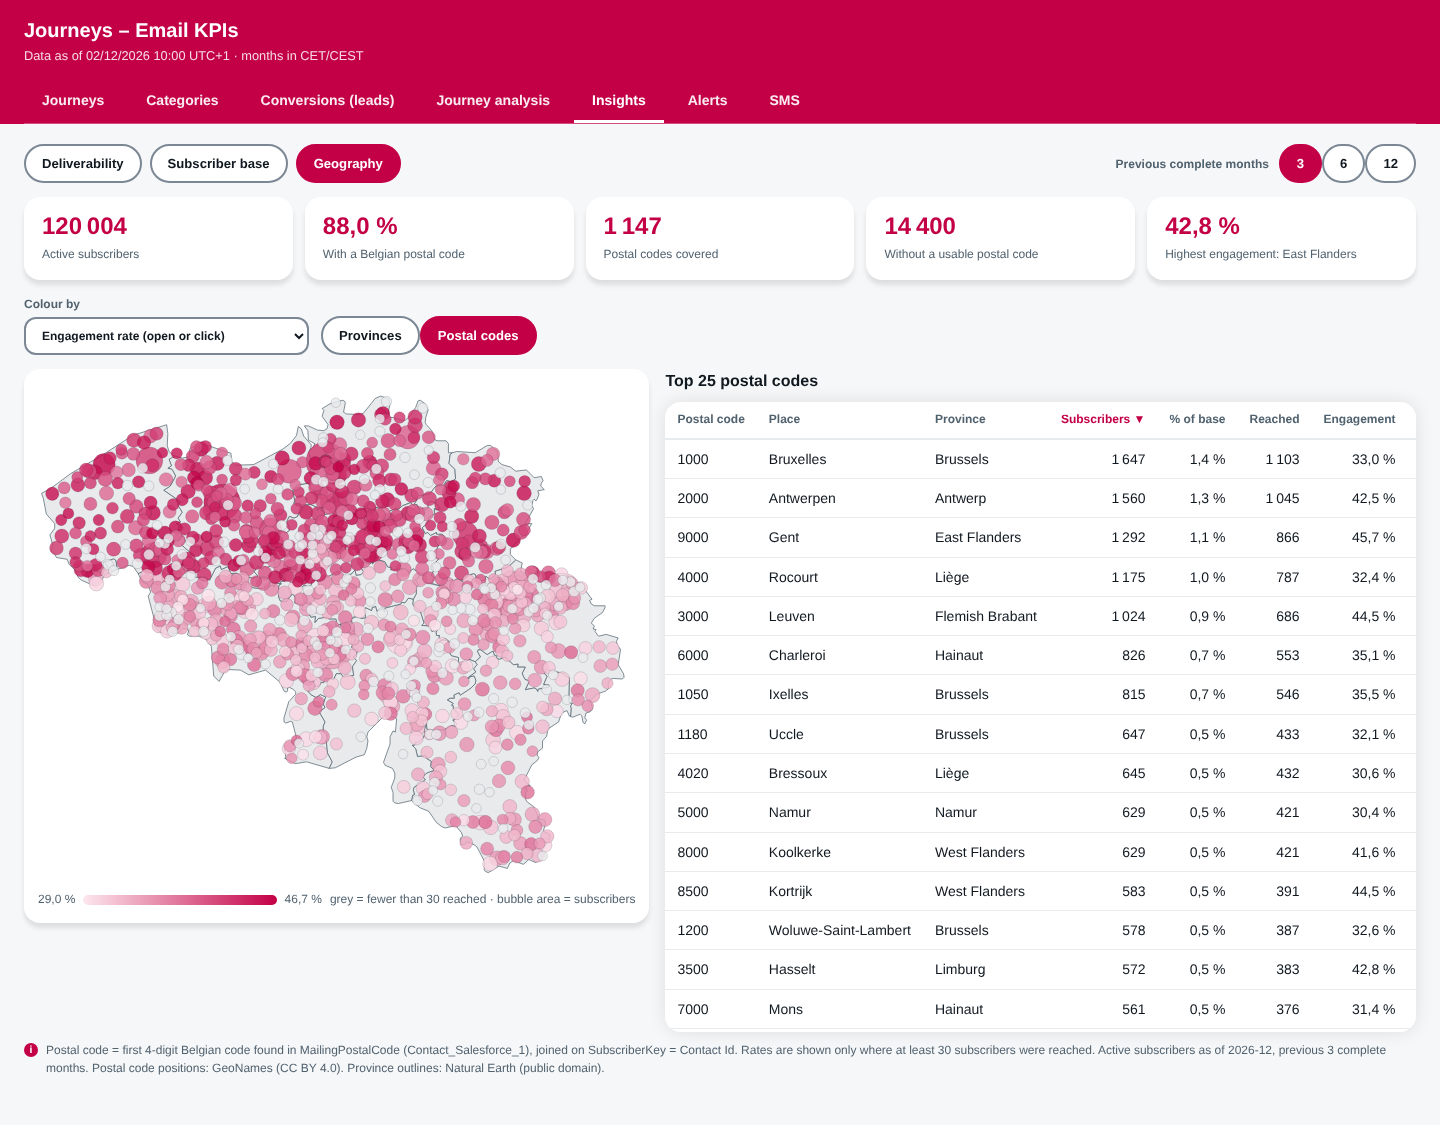 Journeys – Email KPIs
Data as of 02/12/2026 10:00 UTC+1 · months in CET/CEST
Journeys Categories Conversions (leads) Journey analysis Insights Alerts SMS
Deliverability Subscriber base Geography Previous complete months 3 6 12
120 004 88,0 % 1 147 14 400 42,8 %
Active subscribers With a Belgian postal code Postal codes covered Without a usable postal code Highest engagement: East Flanders
Colour by
Engagement rate (open or click) Provinces Postal codes
Top 25 postal codes
Postal code Place Province Subscribers ▼ % of base Reached Engagement
1000 Bruxelles Brussels 1 647 1,4 % 1 103 33,0 %
2000 Antwerpen Antwerp 1 560 1,3 % 1 045 42,5 %
9000 Gent East Flanders 1 292 1,1 % 866 45,7 %
4000 Rocourt Liège 1 175 1,0 % 787 32,4 %
3000 Leuven Flemish Brabant 1 024 0,9 % 686 44,5 %
6000 Charleroi Hainaut 826 0,7 % 553 35,1 %
1050 Ixelles Brussels 815 0,7 % 546 35,5 %
1180 Uccle Brussels 647 0,5 % 433 32,1 %
4020 Bressoux Liège 645 0,5 % 432 30,6 %
5000 Namur Namur 629 0,5 % 421 30,4 %
8000 Koolkerke West Flanders 629 0,5 % 421 41,6 %
8500 Kortrijk West Flanders 583 0,5 % 391 44,5 %
1200 Woluwe-Saint-Lambert Brussels 578 0,5 % 387 32,6 %
3500 Hasselt Limburg 572 0,5 % 383 42,8 %
7000 Mons Hainaut 561 0,5 % 376 31,4 %
29,0 % 46,7 % grey = fewer than 30 reached · bubble area = subscribers
i Postal code = first 4-digit Belgian code found in MailingPostalCode (Contact_Salesforce_1), joined on SubscriberKey = Contact Id. Rates are shown only where at least 30 subscribers were reached. Active subscribers as of 2026-12, previous 3 complete
months. Postal code positions: GeoNames (CC BY 4.0). Province outlines: Natural Earth (public domain).